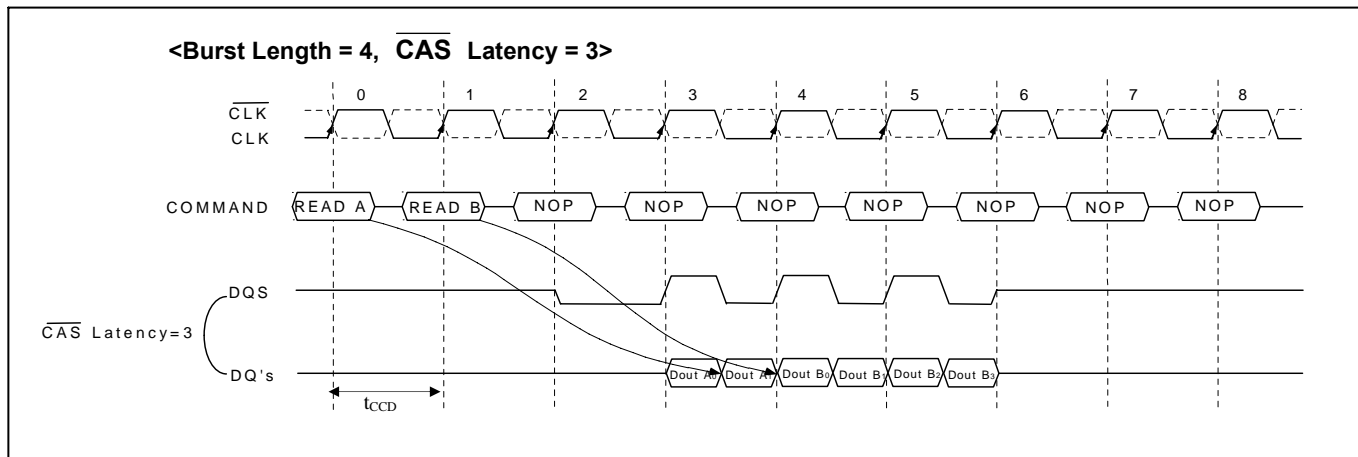 <Burst Length = 4, CAS Latency = 3>
0 1 2 3 4 5 6 7 8
CLK
CLK
COMMAND READ A READ B NOP NOP NOP NOP NOP NOP NOP
DQS
CAS Latency=3
DQ's Dout A0 Dout A1 Dout B0 Dout B1 Dout B2 Dout B3
tCCD